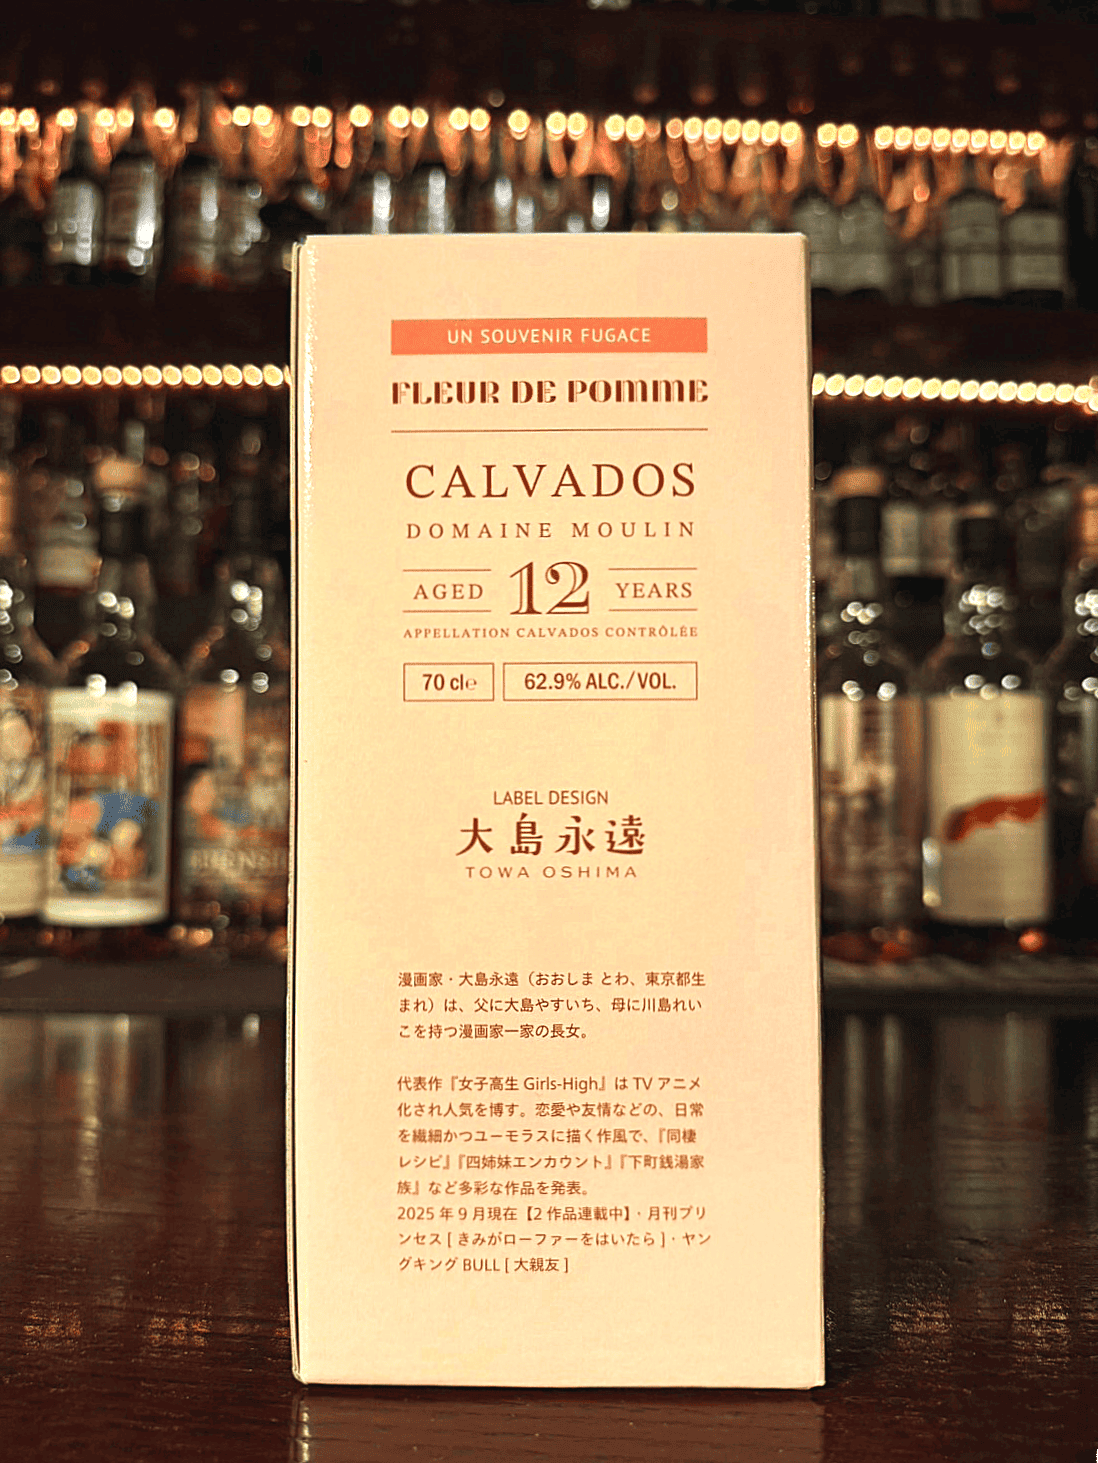 UN SOUVENIR FUGACE
FLEUR DE POMME
CALVADOS
DOMAINE MOULIN
AGED 12 YEARS
APPELLATION CALVADOS CONTRÔLÉE
70 cl℮ 62.9% ALC./VOL.
LABEL DESIGN
大島永遠
TOWA OSHIMA
漫画家・大島永遠（おおしま とわ、東京都生
まれ）は、父に大島やすいち、母に川島れい
こを持つ漫画家一家の長女。
代表作『女子高生 Girls-High』は TV アニメ
化され人気を博す。恋愛や友情などの、日常
を繊細かつユーモラスに描く作風で、『同棲
レシピ』『四姉妹エンカウント』『下町銭湯家
族』など多彩な作品を発表。
2025 年 9 月現在【2 作品連載中】・月刊プリ
ンセス [ きみがローファーをはいたら ]・ヤン
グキング BULL [ 大親友 ]